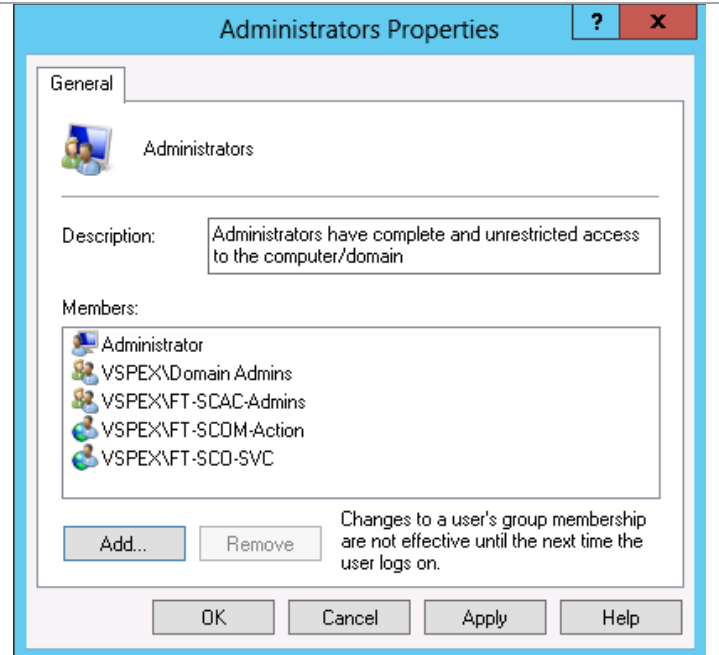 Administrators Properties
?
x
General
Administrators
Description:
Administrators have complete and unrestricted access
to the computer/domain
Members:
Administrator
VSPEX\Domain Admins
VSPEX\FT-SCAC-Admins
VSPEX\FT-SCOM-Action
VSPEX\FT-SCO-SVC
Add...
Remove
Changes to a user's group membership
are not effective until the next time the
user logs on.
OK
Cancel
Apply
Help